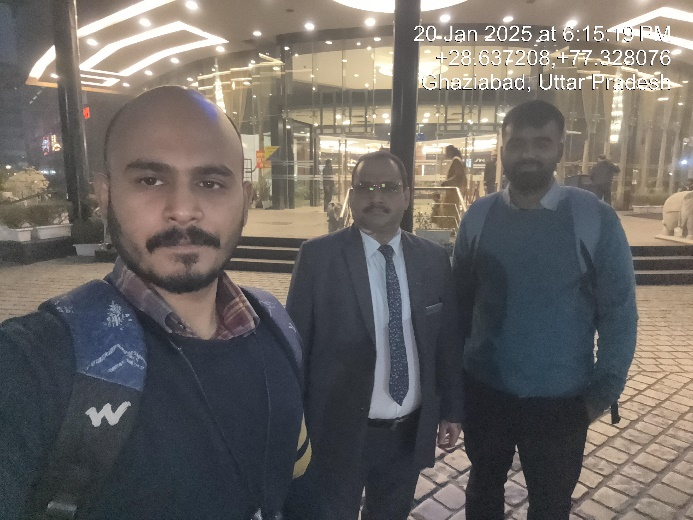 20 Jan 2025 at 6:15:19 PM
+28.637208,+77.328076
Ghaziabad, Uttar Pradesh
W